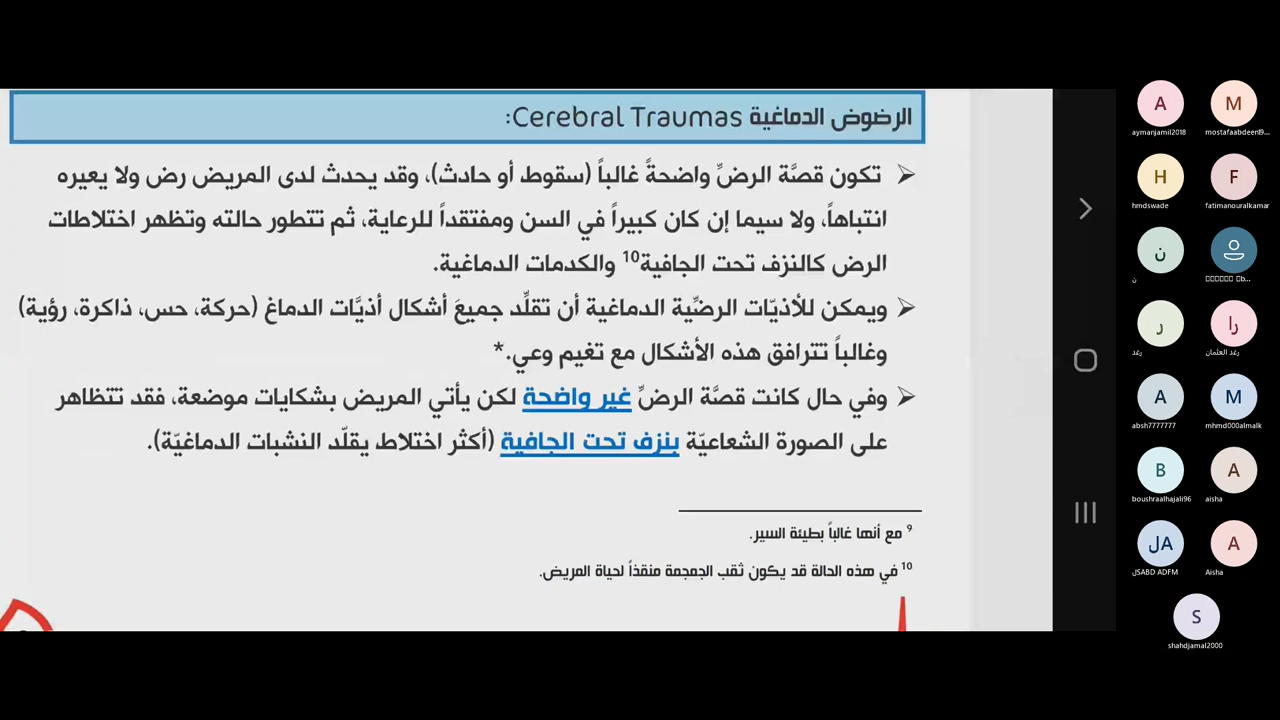 الرضوض الدماغية Cerebral Traumas:
تكون قصَّة الرضِّ واضحةً غالباً (سقوط أو حادث)، وقد يحدث لدى المريض رض ولا يعيره
انتباهاً، ولا سيما إن كان كبيراً في السن ومفتقداً للرعاية، ثم تتطور حالته وتظهر اختلاطات
الرض كالنزف تحت الجافية10 والكدمات الدماغية.
ويمكن للأذيّات الرضِّية الدماغية أن تقلِّد جميعَ أشكال أذيَّات الدماغ (حركة، حس، ذاكرة، رؤية)
وغالباً تترافق هذه الأشكال مع تغيم وعي.*
وفي حال كانت قصَّة الرضِّ غير واضحة لكن يأتي المريض بشكايات موضعة، فقد تتظاهر
على الصورة الشعاعيّة بنزف تحت الجافية (أكثر اختلاط يقلّد النشبات الدماغيّة).
9 مع أنها غالباً بطيئة السير.
10 في هذه الحالة قد يكون ثقب الجمجمة منقذاً لحياة المريض.
A
M
aymanjamil2018
mostafaabdeen19...
H
F
hmdswade
fatimanouralkamar
ن
ن
ر
را
رغد
رغد العثمان
A
M
absh7777777
mhmd000almalk
B
A
boushraalhajali96
aisha
JA
A
JSABD ADFM
Aisha
S
shahdjamal2000